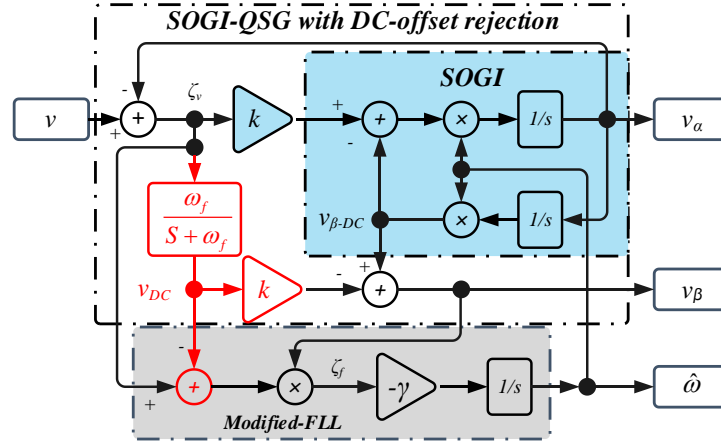 SOGI-QSG with DC-offset rejection
-
ζv
SOGI
v
+
+
k
+
-
+
×
1/s
vα
ωf
S + ωf
vβ-DC
×
1/s
vDC
k
-
+
+
vβ
-
+
+
×
ζf
-γ
1/s
ω̂
Modified-FLL